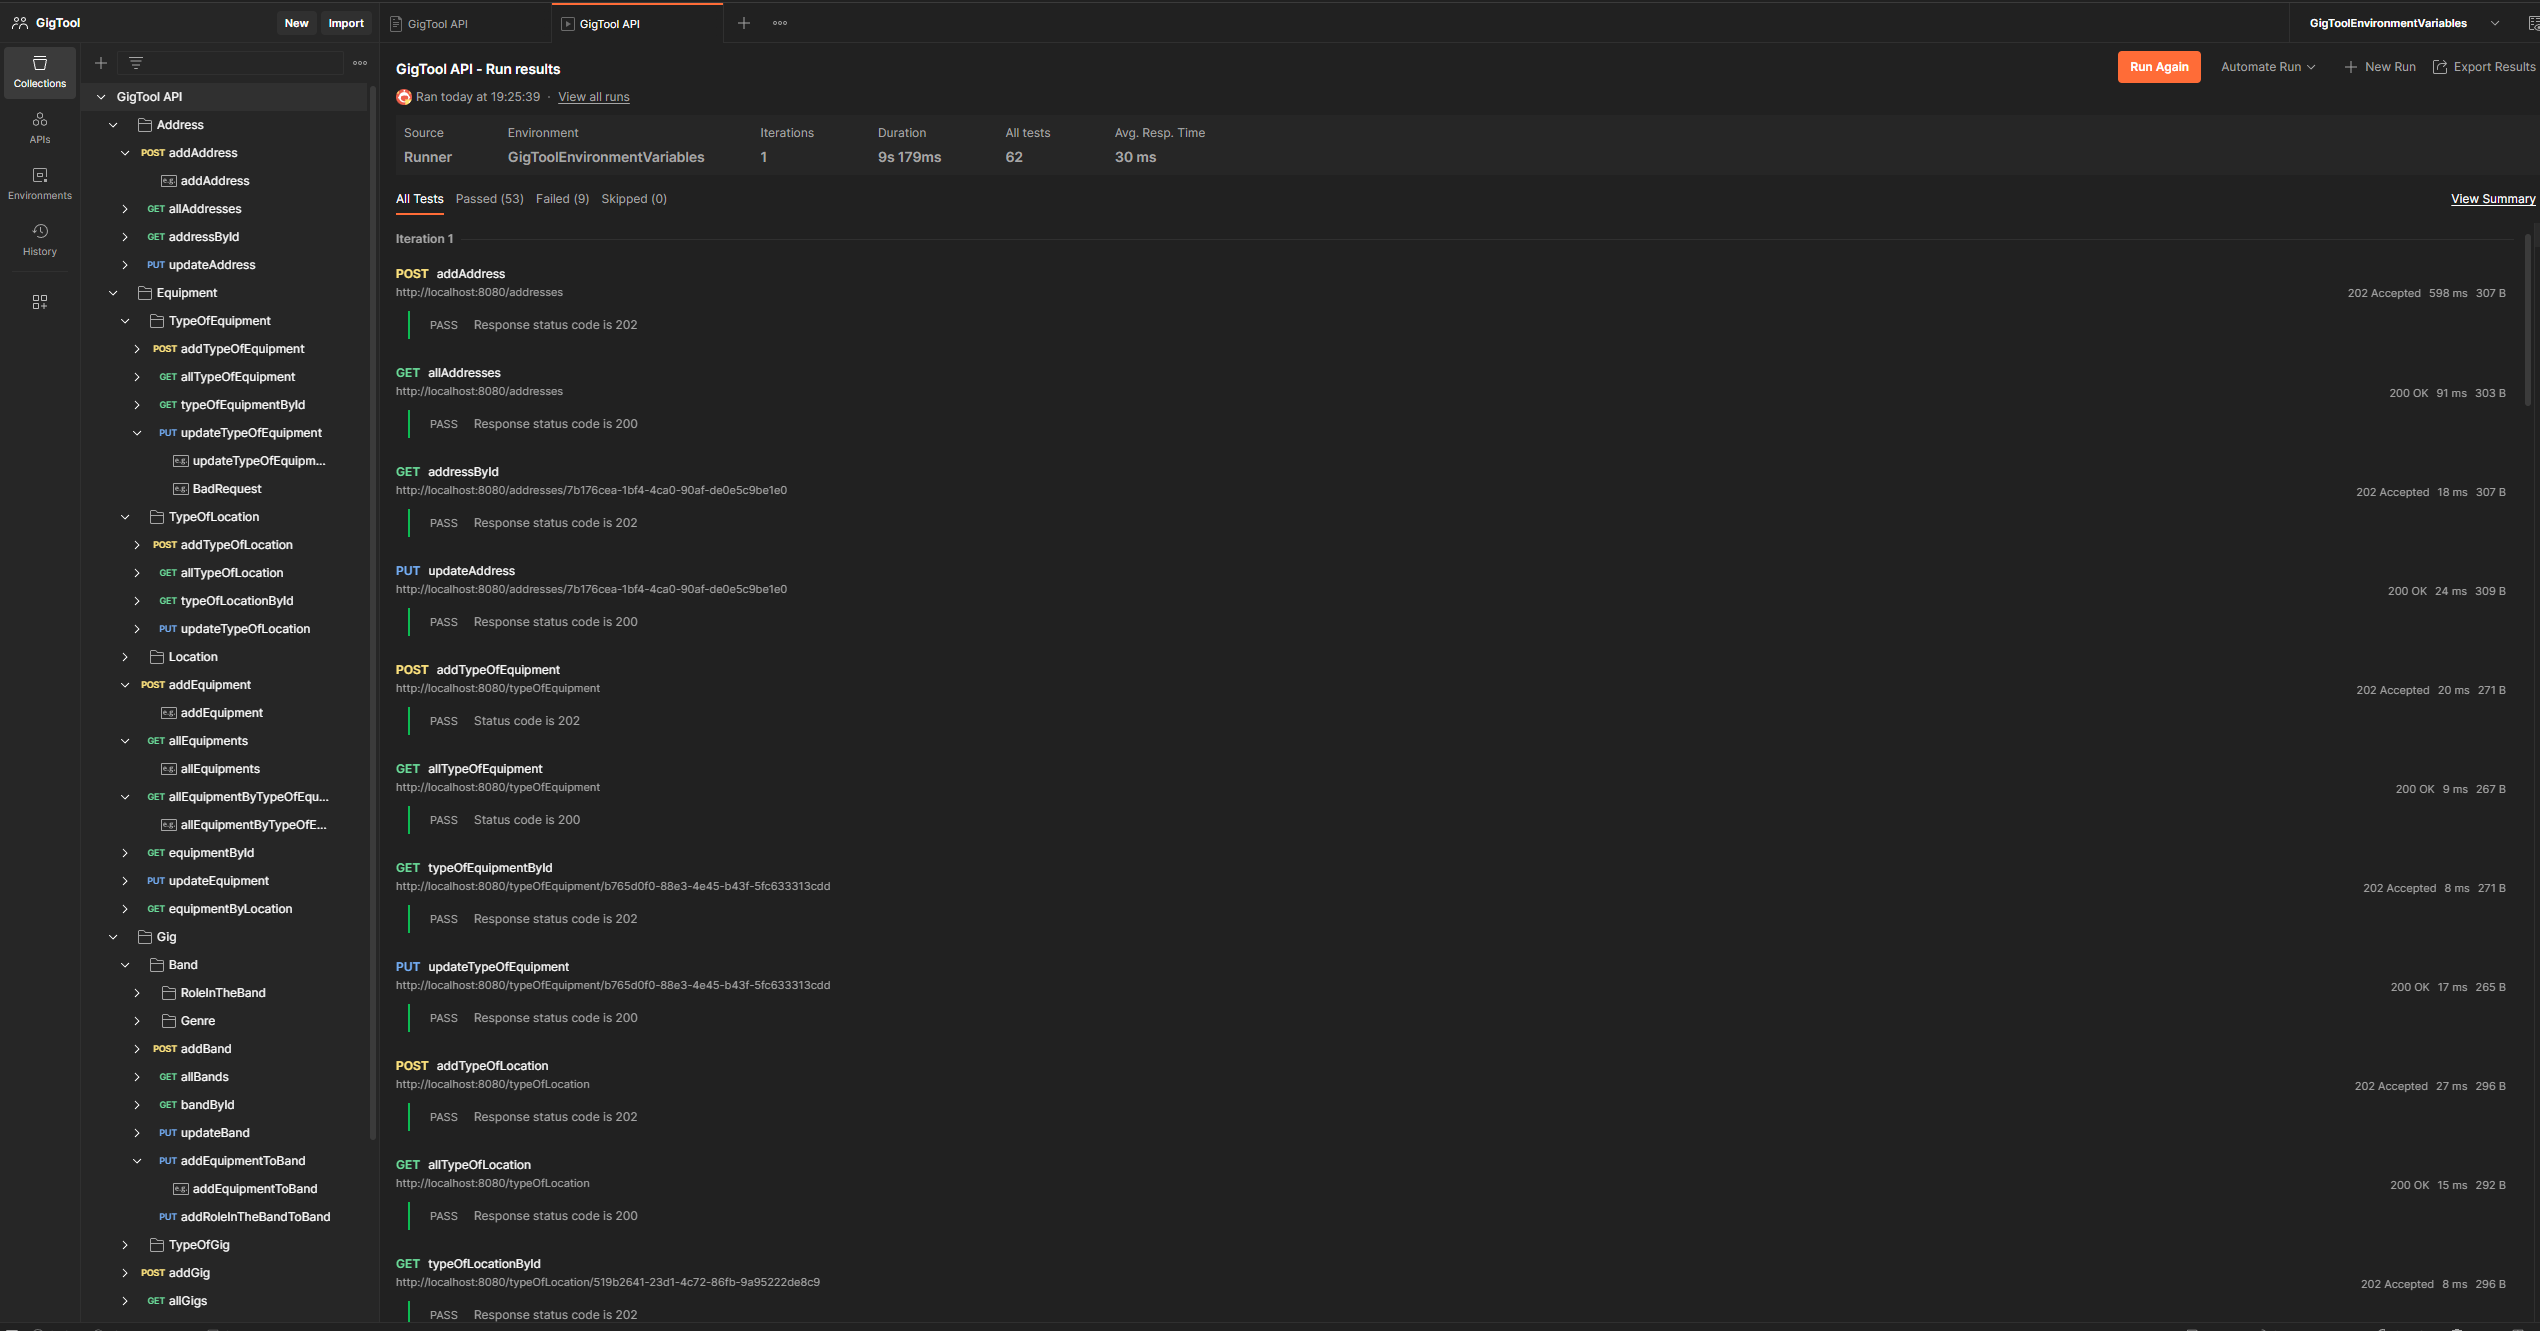 GigTool
New
Import
GigTool API
GigTool API
GigToolEnvironmentVariables
Collections
APIs
Environments
History
GigTool API
Address
POST addAddress
e.g. addAddress
GET allAddresses
GET addressById
PUT updateAddress
Equipment
TypeOfEquipment
POST addTypeOfEquipment
GET allTypeOfEquipment
GET typeOfEquipmentById
PUT updateTypeOfEquipment
e.g. updateTypeOfEquipm...
e.g. BadRequest
TypeOfLocation
POST addTypeOfLocation
GET allTypeOfLocation
GET typeOfLocationById
PUT updateTypeOfLocation
Location
POST addEquipment
e.g. addEquipment
GET allEquipments
e.g. allEquipments
GET allEquipmentByTypeOfEqu...
e.g. allEquipmentByTypeOfE...
GET equipmentById
PUT updateEquipment
GET equipmentByLocation
Gig
Band
RoleInTheBand
Genre
POST addBand
GET allBands
GET bandById
PUT updateBand
PUT addEquipmentToBand
e.g. addEquipmentToBand
PUT addRoleInTheBandToBand
TypeOfGig
POST addGig
GET allGigs
GigTool API - Run results
Run Again
Automate Run
New Run
Export Results
Ran today at 19:25:39 · View all runs
Source Environment Iterations Duration All tests Avg. Resp. Time
Runner GigToolEnvironmentVariables 1 9s 179ms 62 30 ms
All Tests Passed (53) Failed (9) Skipped (0)
View Summary
Iteration 1
POST addAddress
http://localhost:8080/addresses
202 Accepted 598 ms 307 B
PASS Response status code is 202
GET allAddresses
http://localhost:8080/addresses
200 OK 91 ms 303 B
PASS Response status code is 200
GET addressById
http://localhost:8080/addresses/7b176cea-1bf4-4ca0-90af-de0e5c9be1e0
202 Accepted 18 ms 307 B
PASS Response status code is 202
PUT updateAddress
http://localhost:8080/addresses/7b176cea-1bf4-4ca0-90af-de0e5c9be1e0
200 OK 24 ms 309 B
PASS Response status code is 200
POST addTypeOfEquipment
http://localhost:8080/typeOfEquipment
202 Accepted 20 ms 271 B
PASS Status code is 202
GET allTypeOfEquipment
http://localhost:8080/typeOfEquipment
200 OK 9 ms 267 B
PASS Status code is 200
GET typeOfEquipmentById
http://localhost:8080/typeOfEquipment/b765d0f0-88e3-4e45-b43f-5fc633313cdd
202 Accepted 8 ms 271 B
PASS Response status code is 202
PUT updateTypeOfEquipment
http://localhost:8080/typeOfEquipment/b765d0f0-88e3-4e45-b43f-5fc633313cdd
200 OK 17 ms 265 B
PASS Response status code is 200
POST addTypeOfLocation
http://localhost:8080/typeOfLocation
202 Accepted 27 ms 296 B
PASS Response status code is 202
GET allTypeOfLocation
http://localhost:8080/typeOfLocation
200 OK 15 ms 292 B
PASS Response status code is 200
GET typeOfLocationById
http://localhost:8080/typeOfLocation/519b2641-23d1-4c72-86fb-9a95222de8c9
202 Accepted 8 ms 296 B
PASS Response status code is 202